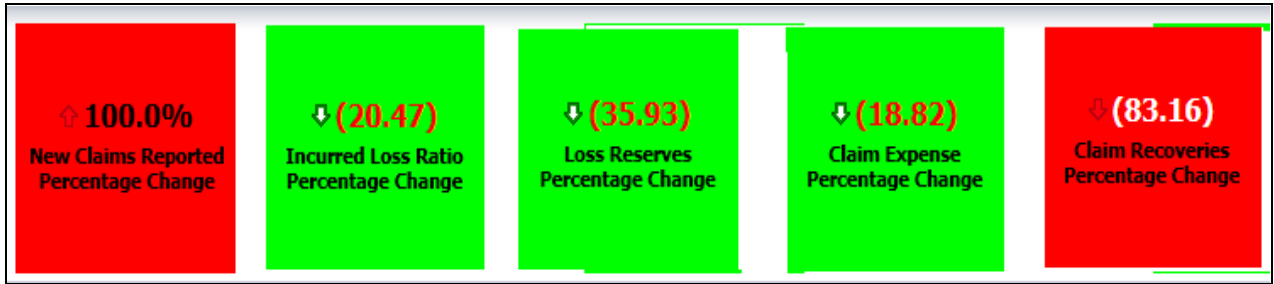 100.0%
New Claims Reported
Percentage Change
(20.47)
Incurred Loss Ratio
Percentage Change
(35.93)
Loss Reserves
Percentage Change
(18.82)
Claim Expense
Percentage Change
(83.16)
Claim Recoveries
Percentage Change